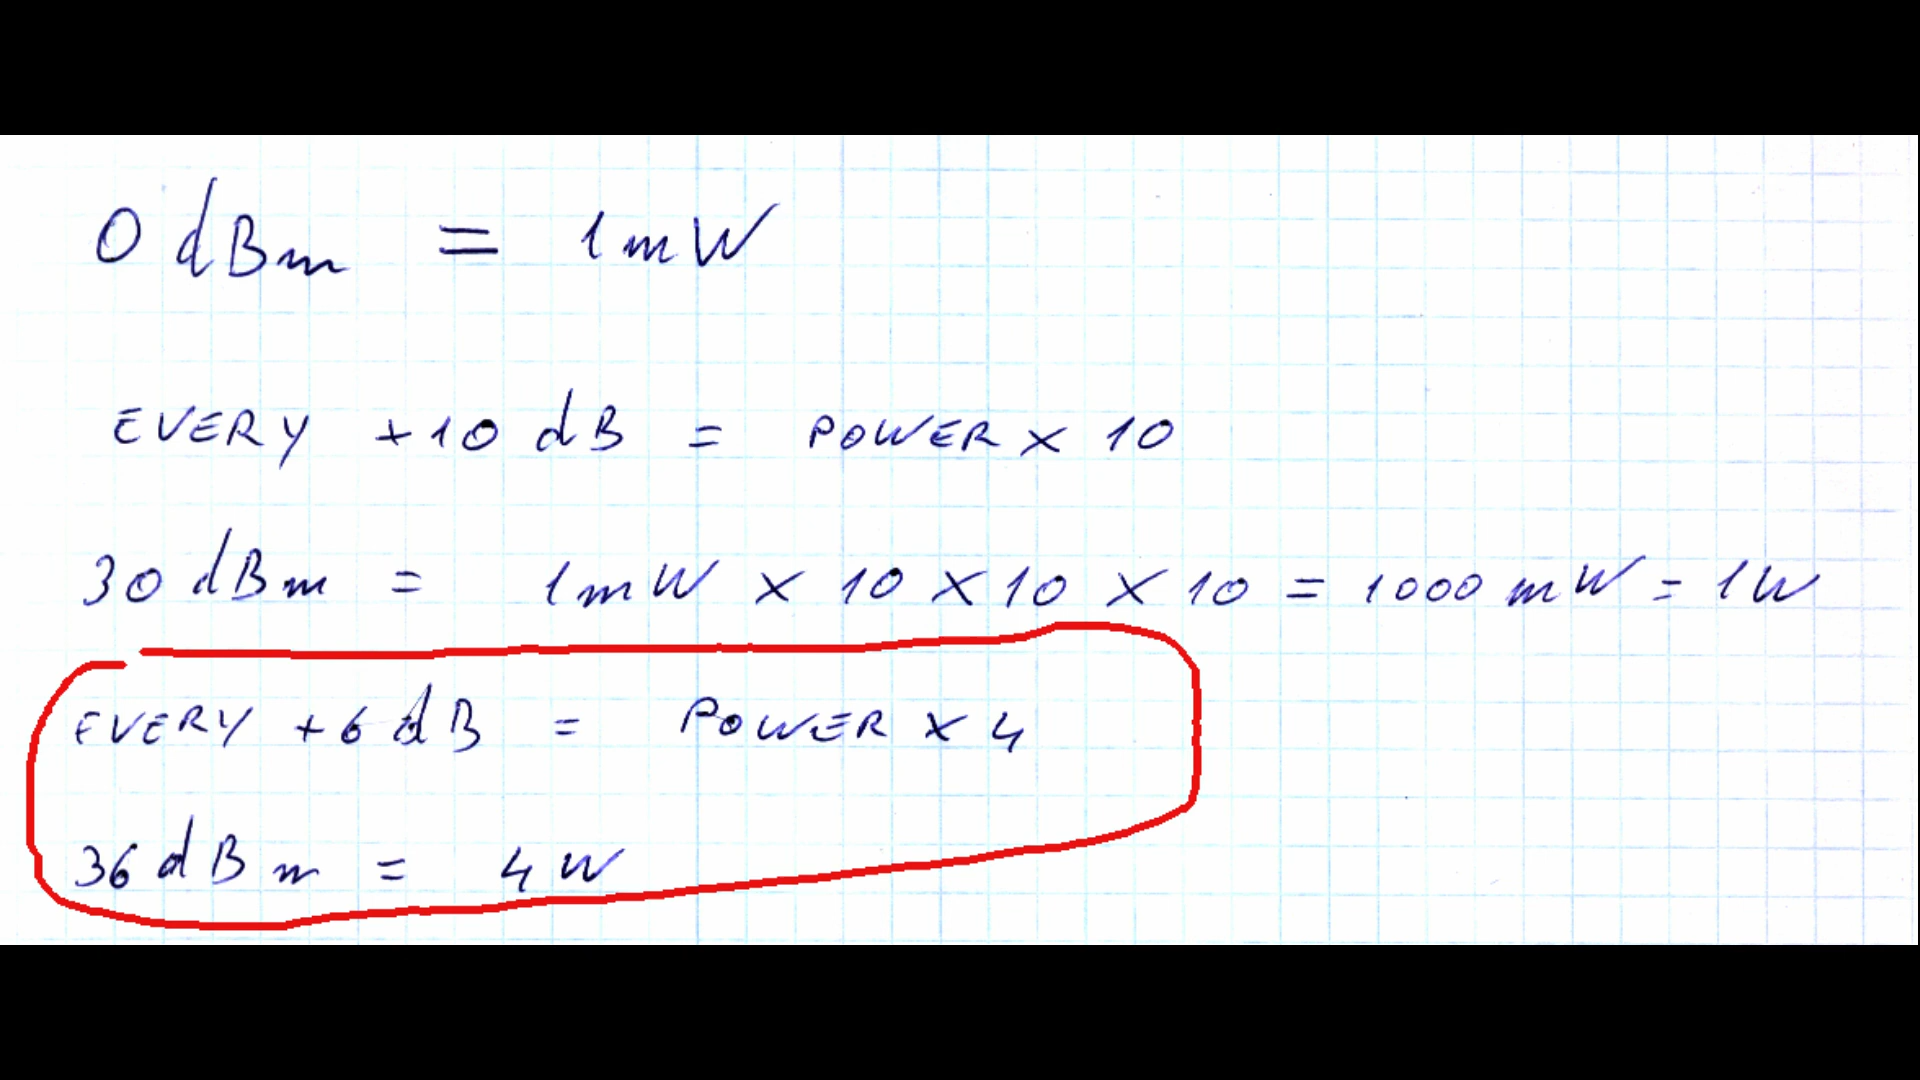 0 dBm = 1mW
EVERY +10 dB = POWER x 10
30 dBm = 1mW x 10 x 10 x 10 = 1000 mW = 1W
EVERY +6 dB = POWER x 4
36 dBm = 4W